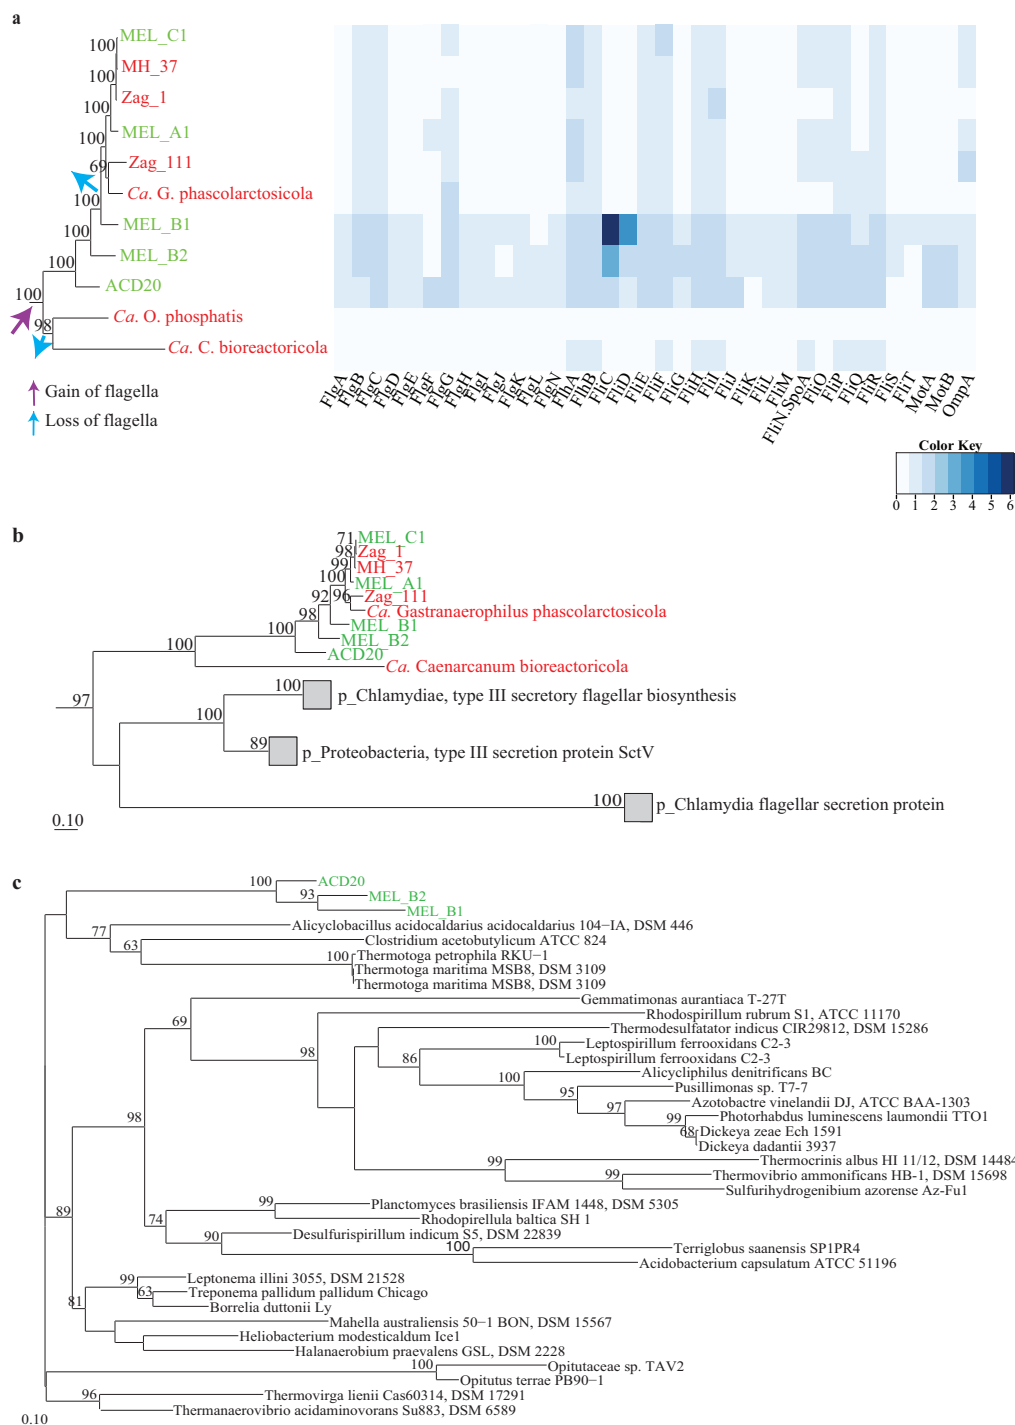 a
MEL_C1
100
MH_37
100
Zag_1
100
MEL_A1
100
Zag_111
69
Ca. G. phascolarctosicola
100
MEL_B1
100
MEL_B2
100
ACD20
100
Ca. O. phosphatis
98
Ca. C. bioreactoricola
Gain of flagella
Loss of flagella
FlgA FlgB FlgC FlgD FlgE FlgF FlgG FlgH FlgI FlgJ FlgK FlgL FlgN FlhA FlhB FliC FliD FliE FliF FliG FliH FliI FliJ FliK FliL FliM FliN.SpoA FliO FliP FliQ FliR FliS FliT MotA MotB OmpA
Color Key
0 1 2 3 4 5 6
b
71 MEL_C1
98 Zag_1
99 MH_37
100 MEL_A1
96 Zag_111
92 Ca. Gastranaerophilus phascolarctosicola
98 MEL_B1
100 MEL_B2
ACD20
100
Ca. Caenarcanum bioreactoricola
97
100 p_Chlamydiae, type III secretory flagellar biosynthesis
100
89 p_Proteobacteria, type III secretion protein SctV
100 p_Chlamydia flagellar secretion protein
0.10
c
100 ACD20
93 MEL_B2
MEL_B1
Alicyclobacillus acidocaldarius acidocaldarius 104−IA, DSM 446
77
63 Clostridium acetobutylicum ATCC 824
100 Thermotoga petrophila RKU−1
Thermotoga maritima MSB8, DSM 3109
Thermotoga maritima MSB8, DSM 3109
Gemmatimonas aurantiaca T-27T
69
Rhodospirillum rubrum S1, ATCC 11170
98
Thermodesulfatator indicus CIR29812, DSM 15286
100 Leptospirillum ferrooxidans C2-3
86 Leptospirillum ferrooxidans C2-3
100 Alicycliphilus denitrificans BC
95 Pusillimonas sp. T7-7
97 Azotobactre vinelandii DJ, ATCC BAA-1303
99 Photorhabdus luminescens laumondii TTO1
68 Dickeya zeae Ech 1591
Dickeya dadantii 3937
98
99 Thermocrinis albus HI 11/12, DSM 14484
99 Thermovibrio ammonificans HB-1, DSM 15698
Sulfurihydrogenibium azorense Az-Fu1
99 Planctomyces brasiliensis IFAM 1448, DSM 5305
Rhodopirellula baltica SH 1
74
90 Desulfurispirillum indicum S5, DSM 22839
100 Terriglobus saanensis SP1PR4
Acidobacterium capsulatum ATCC 51196
89
99 Leptonema illini 3055, DSM 21528
63 Treponema pallidum pallidum Chicago
Borrelia duttonii Ly
81
Mahella australiensis 50−1 BON, DSM 15567
Heliobacterium modesticaldum Ice1
Halanaerobium praevalens GSL, DSM 2228
100 Opitutaceae sp. TAV2
Opitutus terrae PB90−1
96 Thermovirga lienii Cas60314, DSM 17291
Thermanaerovibrio acidaminovorans Su883, DSM 6589
0.10